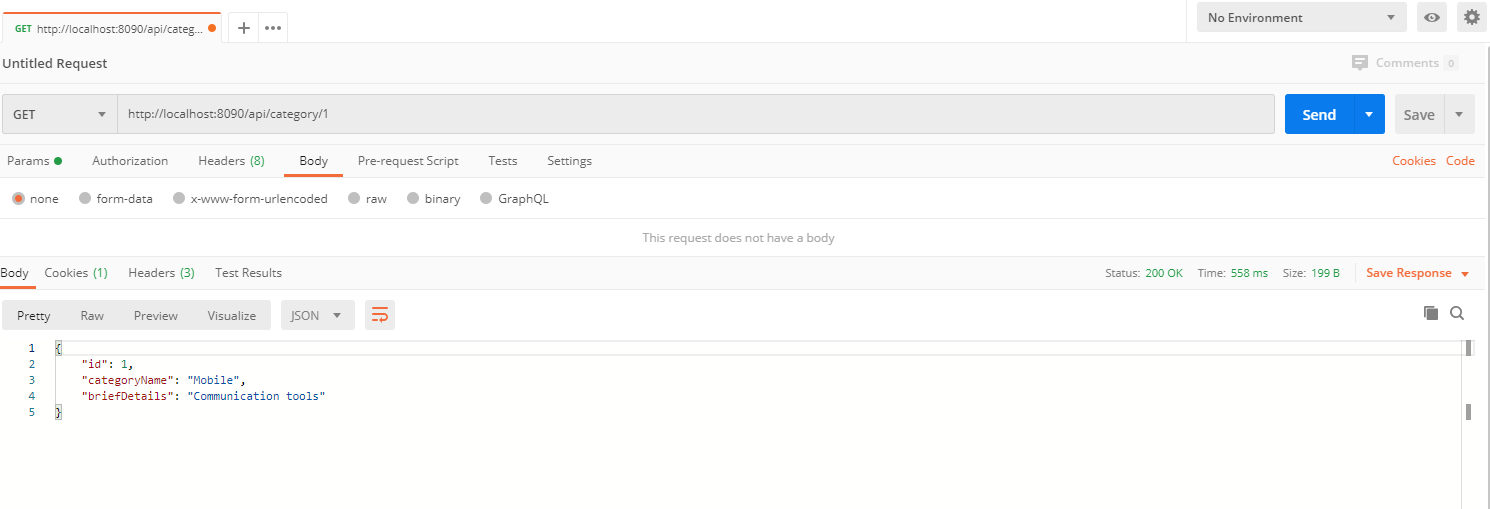 GET http://localhost:8090/api/categ... No Environment
Untitled Request Comments 0
GET http://localhost:8090/api/category/1 Send Save
Params Authorization Headers (8) Body Pre-request Script Tests Settings Cookies Code
none form-data x-www-form-urlencoded raw binary GraphQL
This request does not have a body
Body Cookies (1) Headers (3) Test Results Status: 200 OK Time: 558 ms Size: 199 B Save Response
Pretty Raw Preview Visualize JSON
1 {
2 "id": 1,
3 "categoryName": "Mobile",
4 "briefDetails": "Communication tools"
5 }